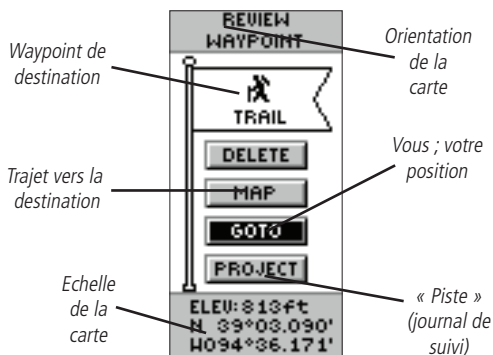 REVIEW
WAYPOINT
TRAIL
DELETE
MAP
GOTO
PROJECT
ELEV:813ft
N 39°03.090'
W094°36.171'
Waypoint de
destination
Trajet vers la
destination
Echelle
de la
carte
Orientation
de la
carte
Vous ; votre
position
« Piste »
(journal de
suivi)